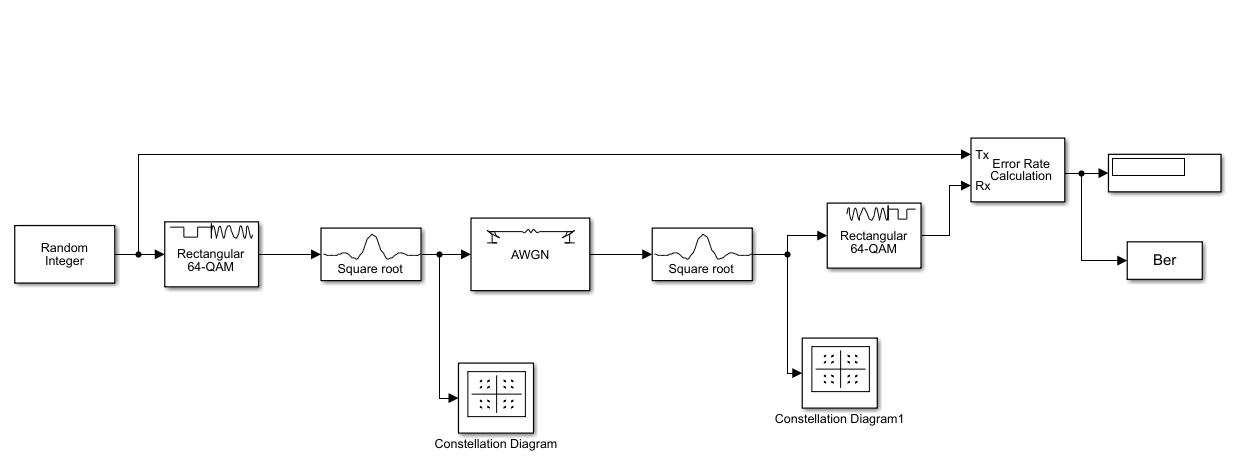 Tx
Error Rate
Calculation
Rx
Random
Integer
Rectangular
64-QAM
Square root
AWGN
Square root
Rectangular
64-QAM
Ber
Constellation Diagram
Constellation Diagram1